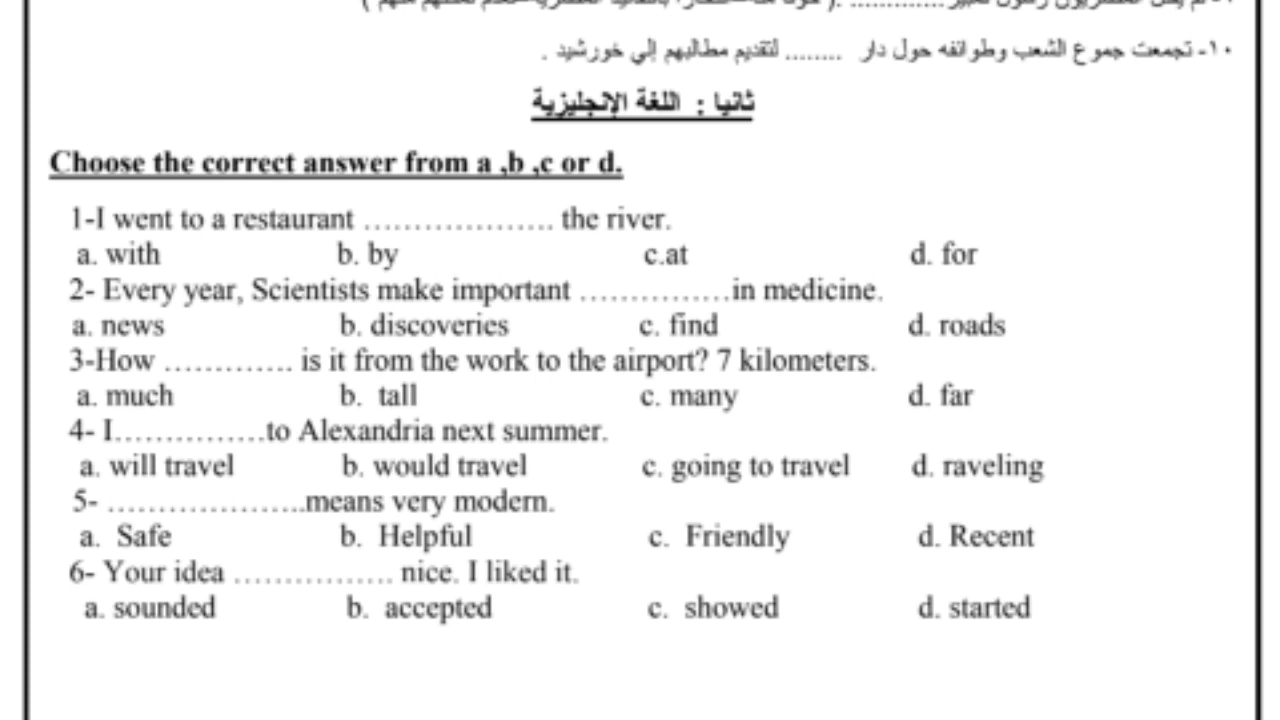 ١٠- تجمعت جموع الشعب وطوائفه حول دار ........ لتقديم مطالبهم إلي خورشيد .
ثانيا : اللغة الإنجليزية
Choose the correct answer from a ,b ,c or d.
1-I went to a restaurant ………………… the river.
a. with b. by c.at d. for
2- Every year, Scientists make important ……………in medicine.
a. news b. discoveries c. find d. roads
3-How …………. is it from the work to the airport? 7 kilometers.
a. much b. tall c. many d. far
4- I……………to Alexandria next summer.
a. will travel b. would travel c. going to travel d. raveling
5- …………………..means very modern.
a. Safe b. Helpful c. Friendly d. Recent
6- Your idea ……………. nice. I liked it.
a. sounded b. accepted c. showed d. started